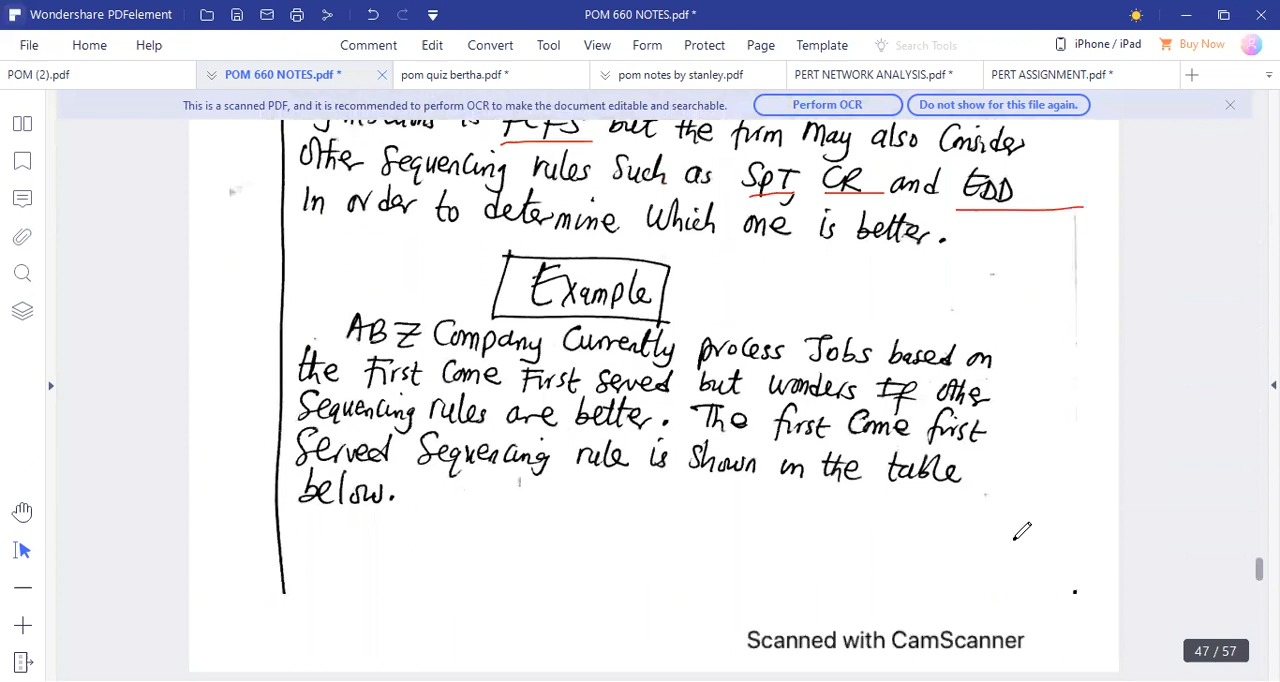 Wondershare PDFelement
POM 660 NOTES.pdf *
File Home Help Comment Edit Convert Tool View Form Protect Page Template Search Tools iPhone / iPad Buy Now
POM (2).pdf POM 660 NOTES.pdf * pom quiz bertha.pdf * pom notes by stanley.pdf PERT NETWORK ANALYSIS.pdf * PERT ASSIGNMENT.pdf *
This is a scanned PDF, and it is recommended to perform OCR to make the document editable and searchable. Perform OCR Do not show for this file again.
is FCFS but the firm may also Consider
Other Sequencing rules Such as SPT, CR and EDD
In order to determine Which one is better.
Example
ABZ Company Currently process Jobs based on
the First Come First Served but wonders If othe
Sequencing rules are better. The first Come first
Served Sequencing rule is shown in the table
below.
Scanned with CamScanner
47 / 57